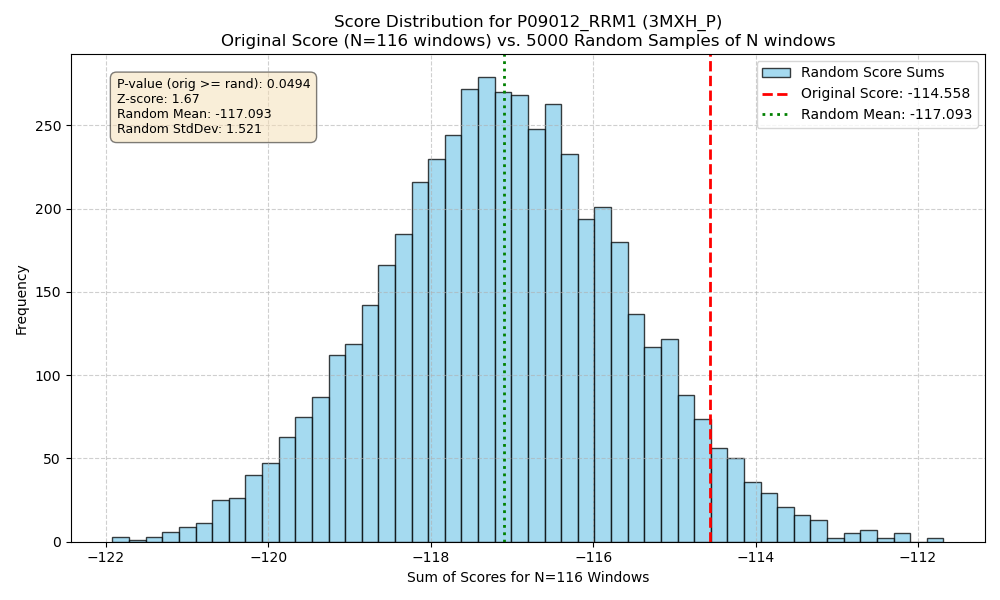 Score Distribution for P09012_RRM1 (3MXH_P)
Original Score (N=116 windows) vs. 5000 Random Samples of N windows
P-value (orig >= rand): 0.0494
Z-score: 1.67
Random Mean: -117.093
Random StdDev: 1.521
Random Score Sums
Original Score: -114.558
Random Mean: -117.093
Frequency
250
200
150
100
50
0
−122
−120
−118
−116
−114
−112
Sum of Scores for N=116 Windows